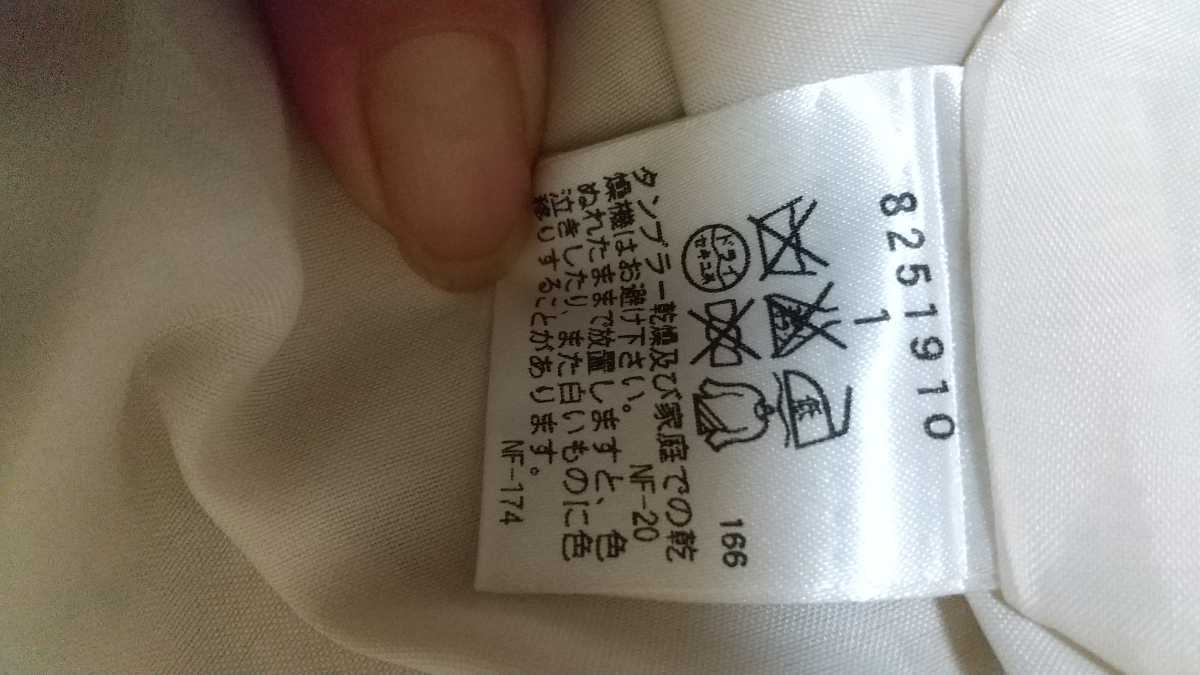 8251910
1
中
ドライ
セキユ系
166
タンブラー乾燥及び家庭での乾
燥機はお避け下さい。
NF-20
ぬれたままで放置しますと、色
泣きしたり、また白いものに色
移りすることがあります。
NF-174